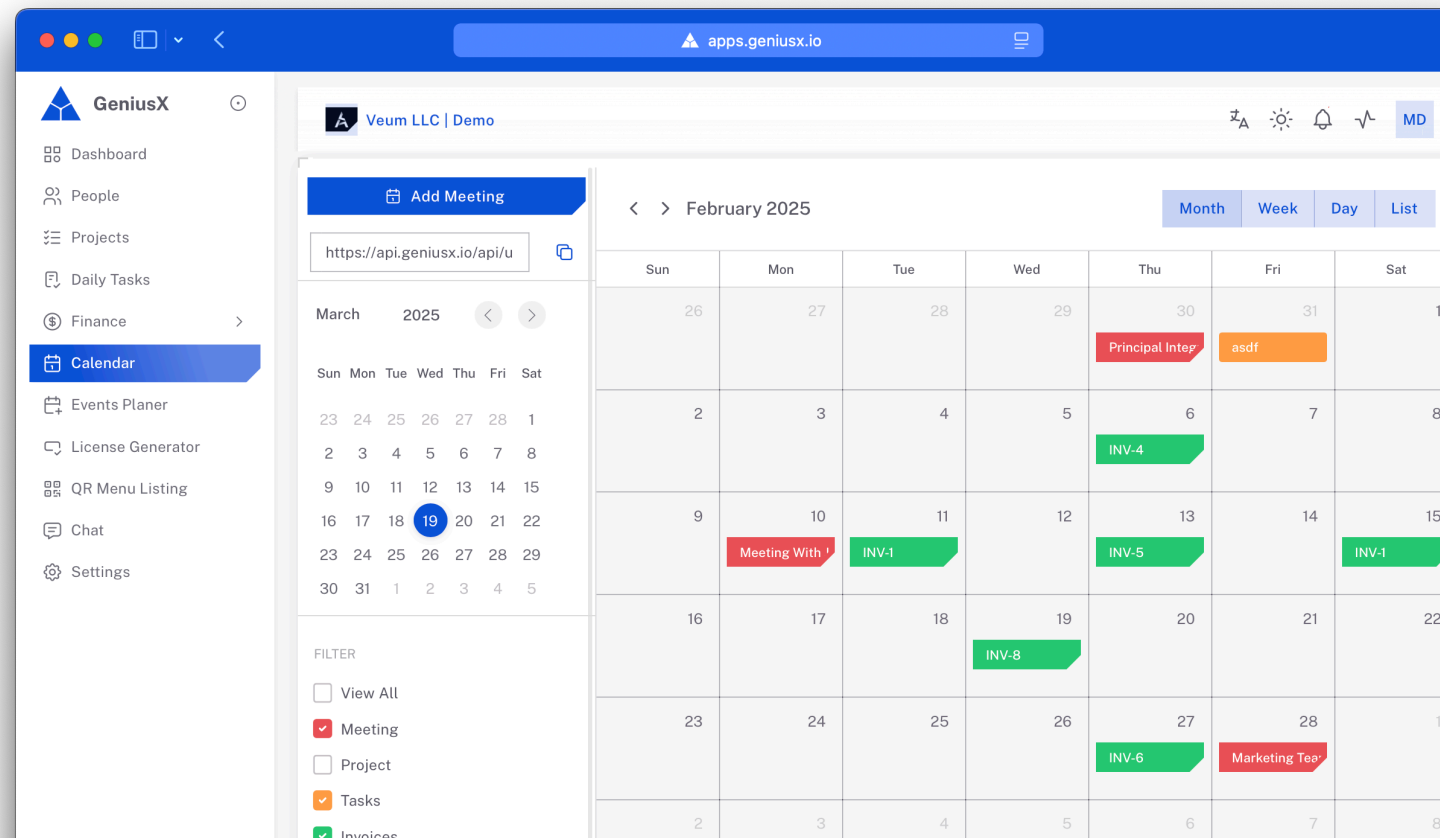 apps.geniusx.io
GeniusX
Dashboard
People
Projects
Daily Tasks
Finance
Calendar
Events Planer
License Generator
QR Menu Listing
Chat
Settings
Veum LLC | Demo
MD
Add Meeting
https://api.geniusx.io/api/u
March 2025
Sun Mon Tue Wed Thu Fri Sat
23 24 25 26 27 28 1
2 3 4 5 6 7 8
9 10 11 12 13 14 15
16 17 18 19 20 21 22
23 24 25 26 27 28 29
30 31 1 2 3 4 5
FILTER
View All
Meeting
Project
Tasks
Invoices
February 2025
Month Week Day List
Sun Mon Tue Wed Thu Fri Sat
26 27 28 29 30 31 1
Principal Integ asdf
2 3 4 5 6 7 8
INV-4
9 10 11 12 13 14 15
Meeting With INV-1 INV-5 INV-1
16 17 18 19 20 21 22
INV-8
23 24 25 26 27 28 1
INV-6 Marketing Tea
2 3 4 5 6 7 8